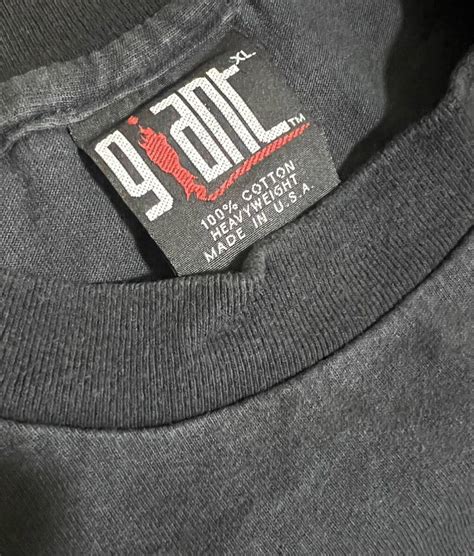 giant XL
TM
100% COTTON
HEAVYWEIGHT
MADE IN U.S.A.